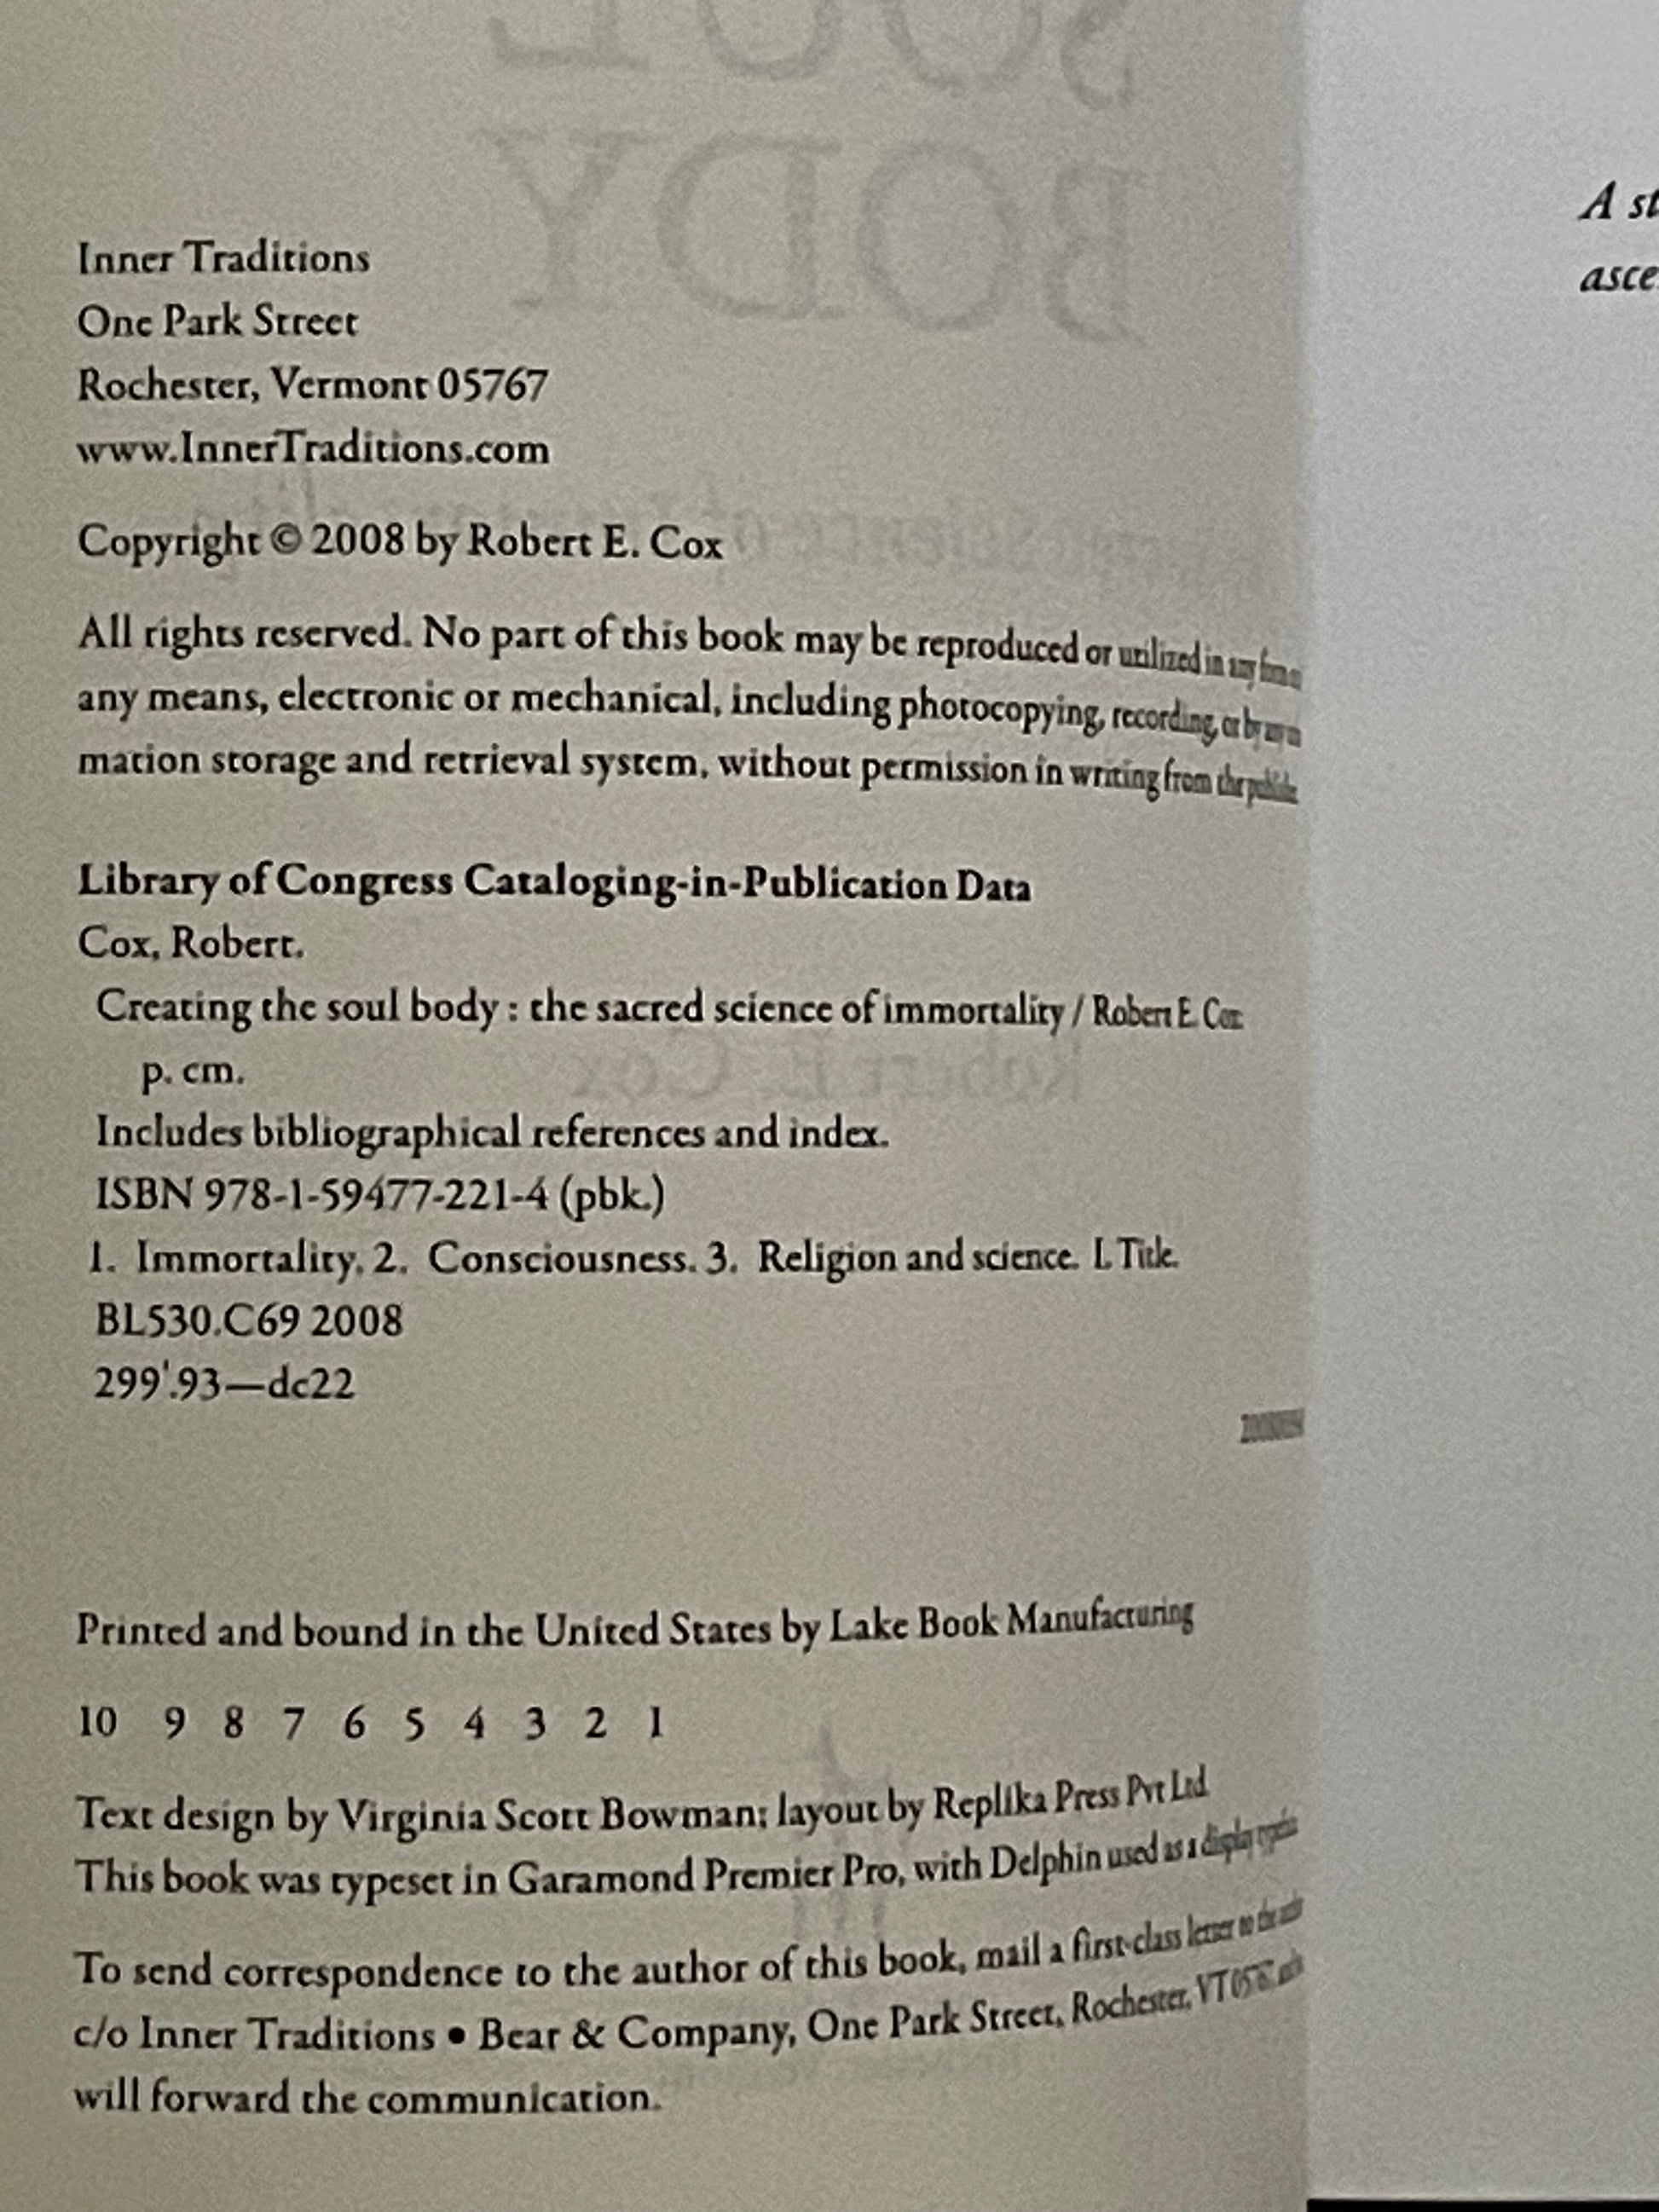 Inner Traditions
One Park Street
Rochester, Vermont 05767
www.InnerTraditions.com
Copyright © 2008 by Robert E. Cox
All rights reserved. No part of this book may be reproduced or utilized in any form
any means, electronic or mechanical, including photocopying, recording, or by any
mation storage and retrieval system, without permission in writing from the
Library of Congress Cataloging-in-Publication Data
Cox, Robert.
Creating the soul body : the sacred science of immortality / Robert E. Cox.
p. cm.
Includes bibliographical references and index.
ISBN 978-1-59477-221-4 (pbk.)
1. Immortality. 2. Consciousness. 3. Religion and science. I. Title.
BL530.C69 2008
299'.93—dc22
Printed and bound in the United States by Lake Book Manufacturing
10 9 8 7 6 5 4 3 2 1
Text design by Virginia Scott Bowman; layout by Replika Press Pvt Ltd
This book was typeset in Garamond Premier Pro, with Delphin used as a display
To send correspondence to the author of this book, mail a first-class letter to the
c/o Inner Traditions • Bear & Company, One Park Street, Rochester, VT
will forward the communication.
A st
asce